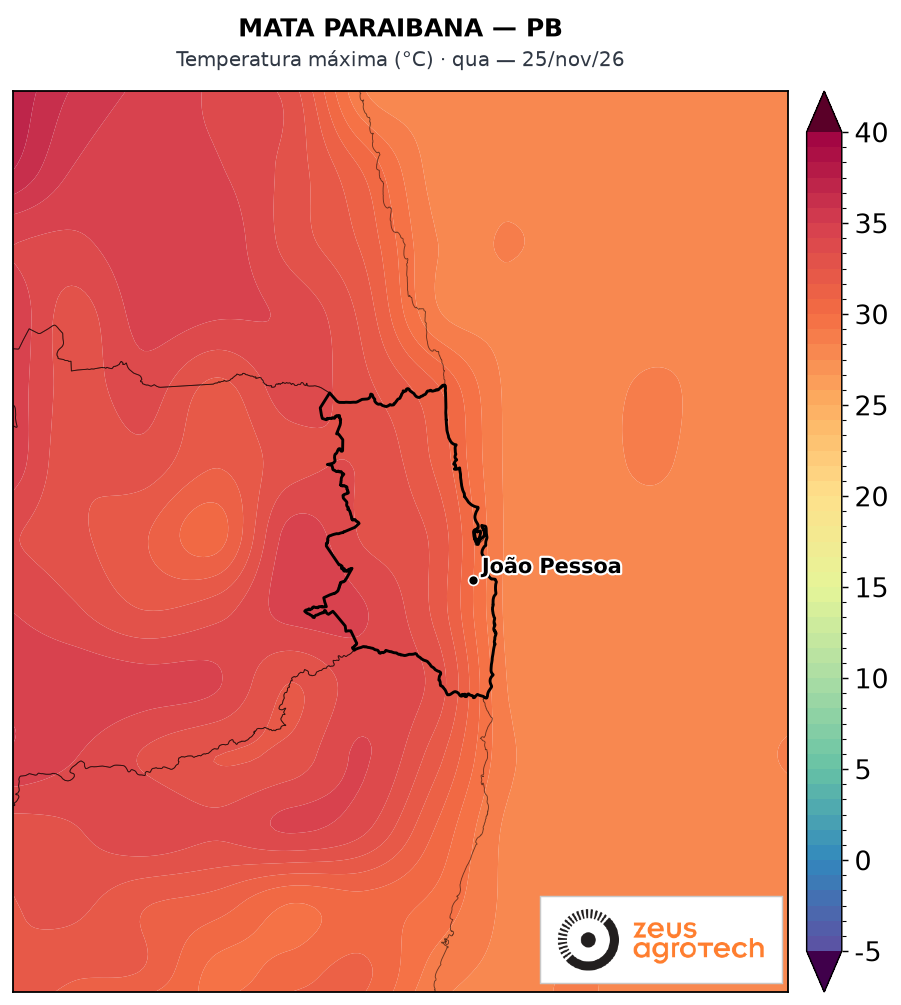 MATA PARAIBANA — PB
Temperatura máxima (°C) · qua — 25/nov/26
40
35
30
25
20
15
10
5
0
-5
João Pessoa
zeus
agrotech